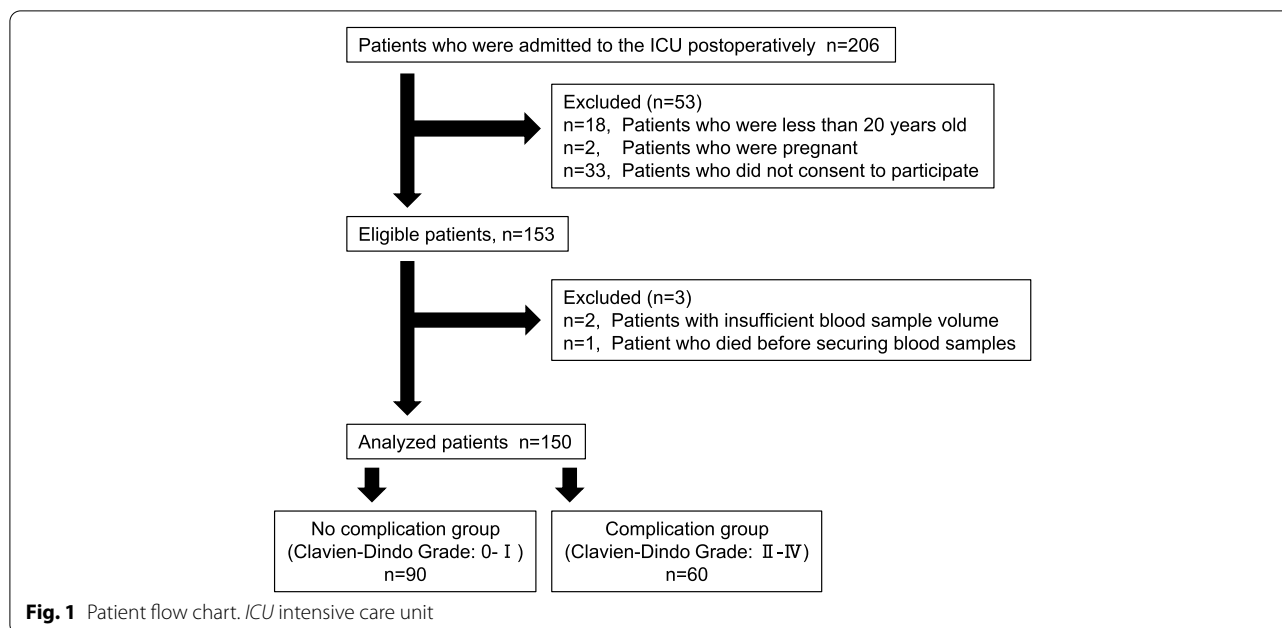 Patients who were admitted to the ICU postoperatively n=206
Excluded (n=53)
n=18, Patients who were less than 20 years old
n=2, Patients who were pregnant
n=33, Patients who did not consent to participate
Eligible patients, n=153
Excluded (n=3)
n=2, Patients with insufficient blood sample volume
n=1, Patient who died before securing blood samples
Analyzed patients n=150
No complication group
(Clavien-Dindo Grade: 0-Ⅰ)
n=90
Complication group
(Clavien-Dindo Grade: Ⅱ-Ⅳ)
n=60
Fig. 1 Patient flow chart. ICU intensive care unit